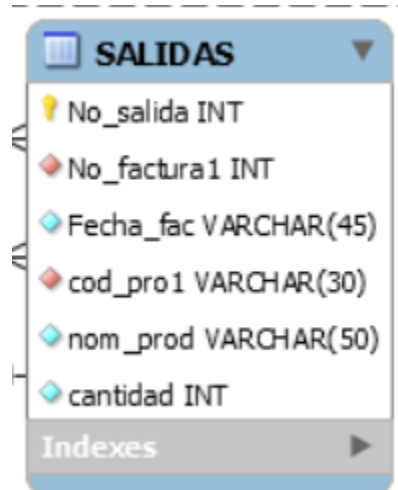 SALIDAS
No_salida INT
No_factura1 INT
Fecha_fac VARCHAR(45)
cod_pro1 VARCHAR(30)
nom_prod VARCHAR(50)
cantidad INT
Indexes